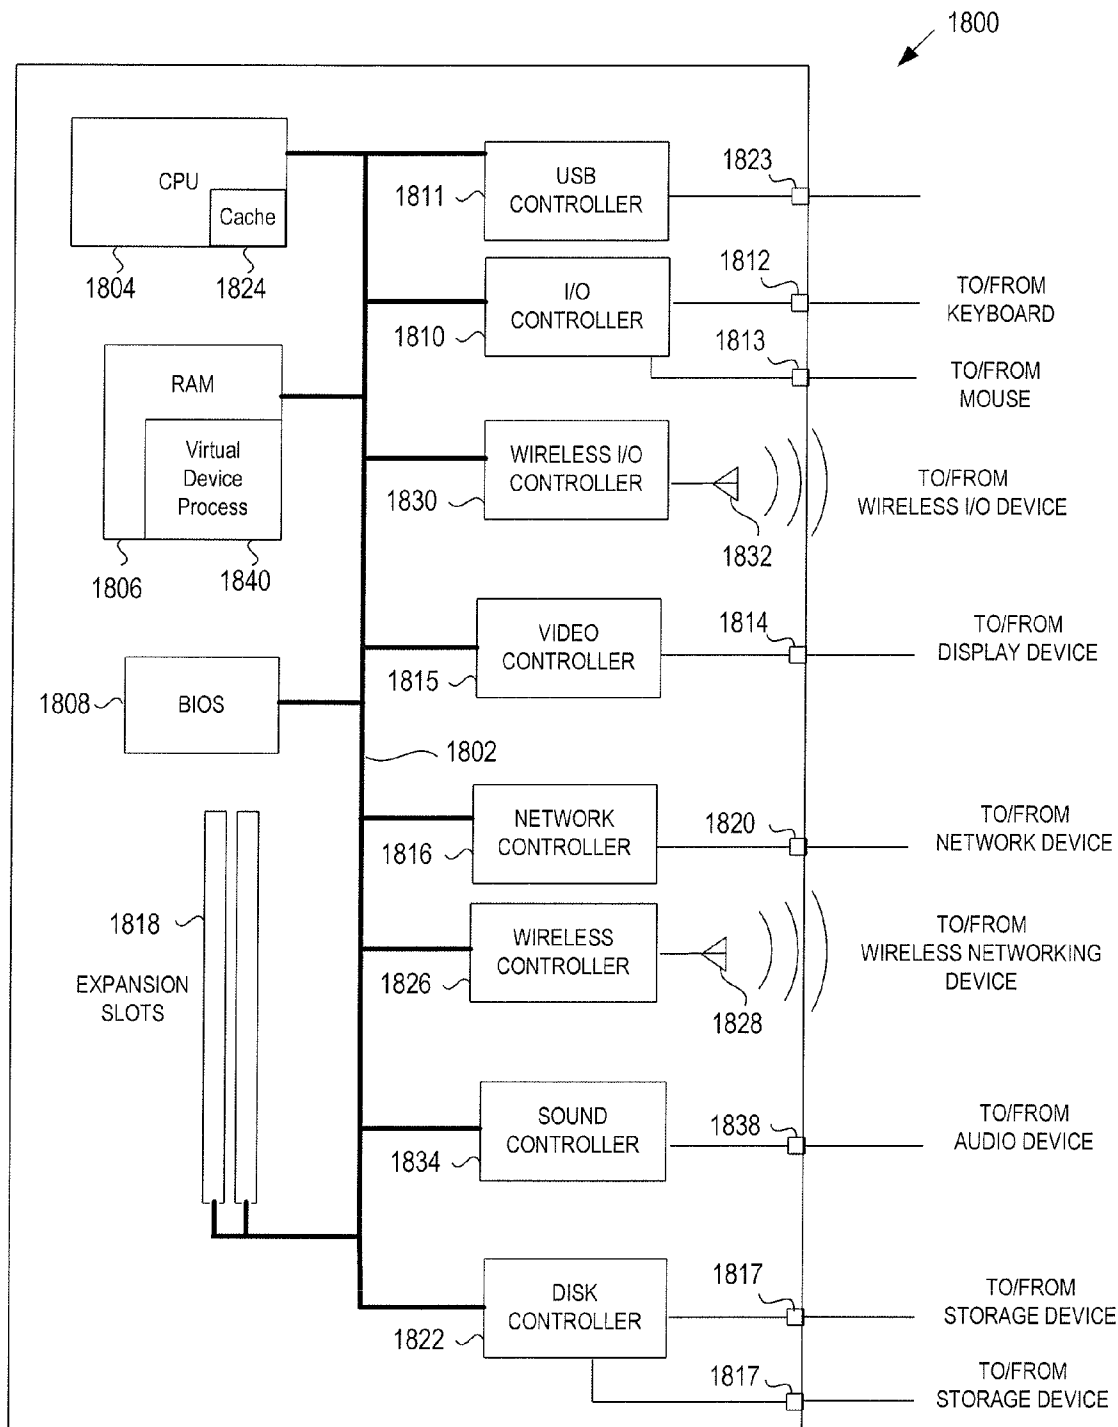 1800
CPU
Cache
1804
1824
USB
CONTROLLER
1811
1823
I/O
CONTROLLER
1810
1812
TO/FROM
KEYBOARD
1813
TO/FROM
MOUSE
RAM
Virtual
Device
Process
1806
1840
WIRELESS I/O
CONTROLLER
1830
1832
TO/FROM
WIRELESS I/O DEVICE
VIDEO
CONTROLLER
1815
1814
TO/FROM
DISPLAY DEVICE
1808
BIOS
1802
NETWORK
CONTROLLER
1816
1820
TO/FROM
NETWORK DEVICE
1818
EXPANSION
SLOTS
WIRELESS
CONTROLLER
1826
1828
TO/FROM
WIRELESS NETWORKING
DEVICE
SOUND
CONTROLLER
1834
1838
TO/FROM
AUDIO DEVICE
DISK
CONTROLLER
1822
1817
TO/FROM
STORAGE DEVICE
1817
TO/FROM
STORAGE DEVICE